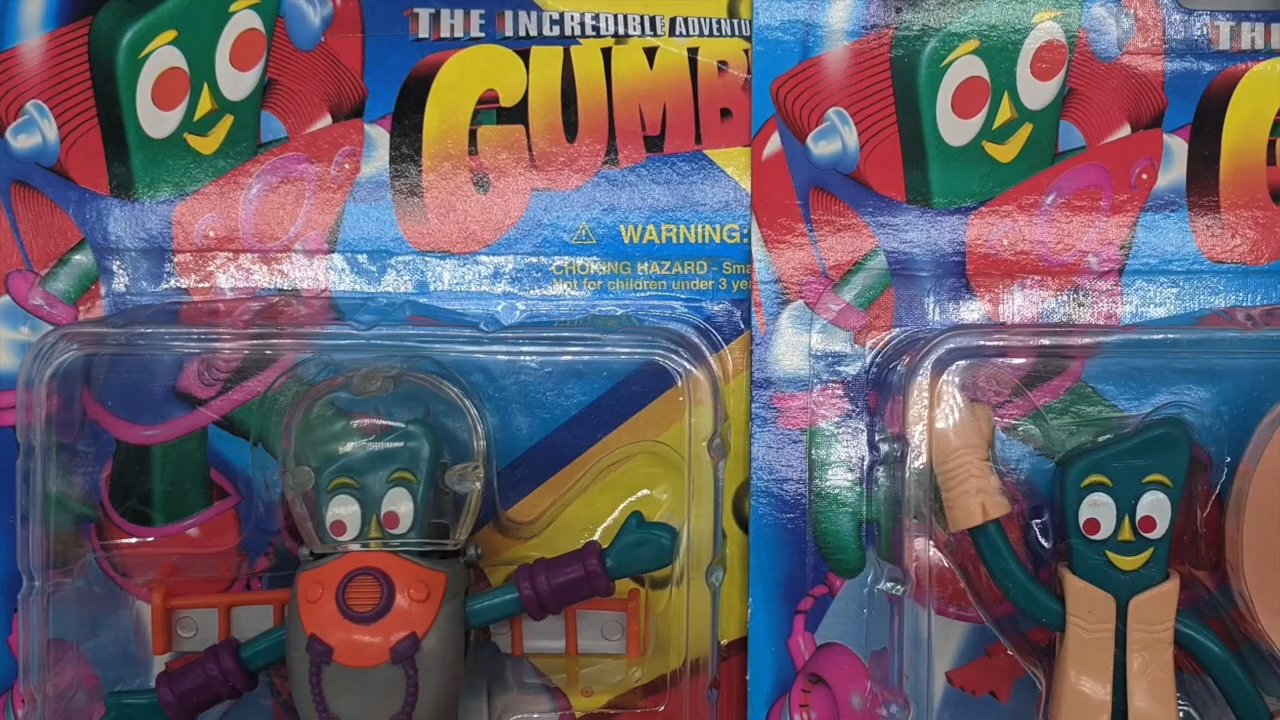 THE INCREDIBLE ADVENTU
GUMB
WARNING:
CHOKING HAZARD - Sma
Not for children under 3 yea
TH
G